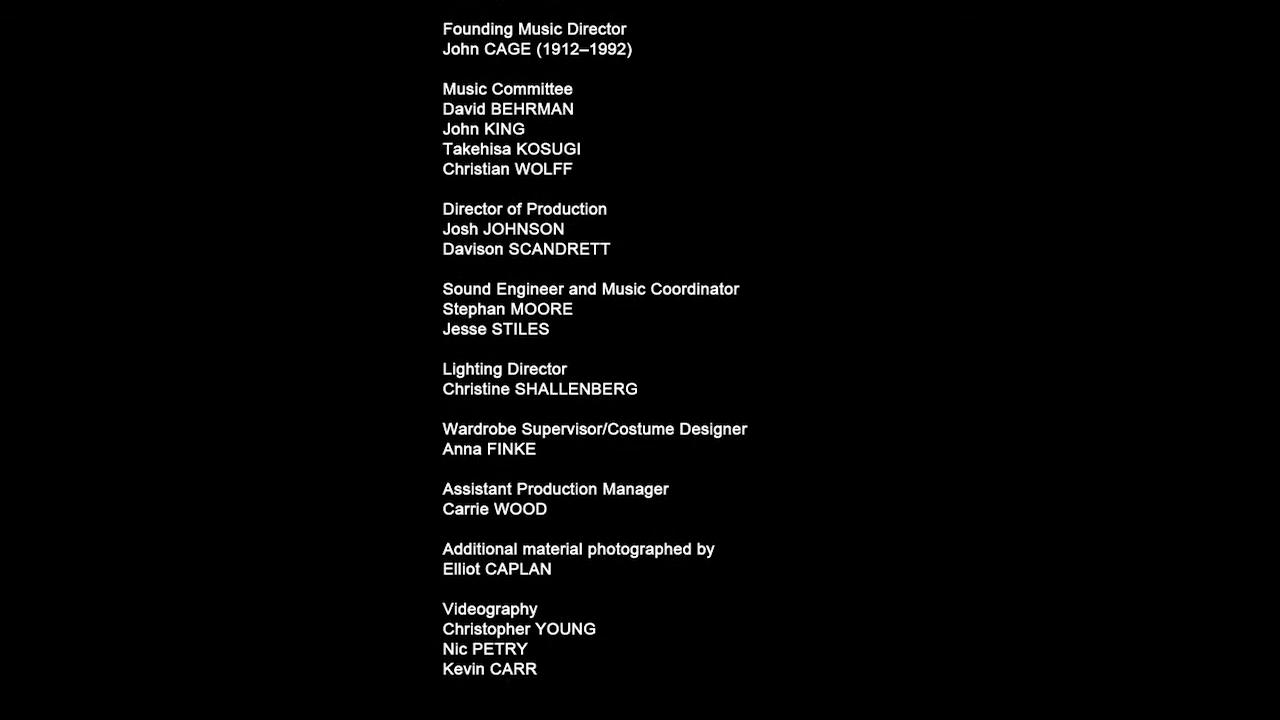 Founding Music Director
John CAGE (1912–1992)
Music Committee
David BEHRMAN
John KING
Takehisa KOSUGI
Christian WOLFF
Director of Production
Josh JOHNSON
Davison SCANDRETT
Sound Engineer and Music Coordinator
Stephan MOORE
Jesse STILES
Lighting Director
Christine SHALLENBERG
Wardrobe Supervisor/Costume Designer
Anna FINKE
Assistant Production Manager
Carrie WOOD
Additional material photographed by
Elliot CAPLAN
Videography
Christopher YOUNG
Nic PETRY
Kevin CARR